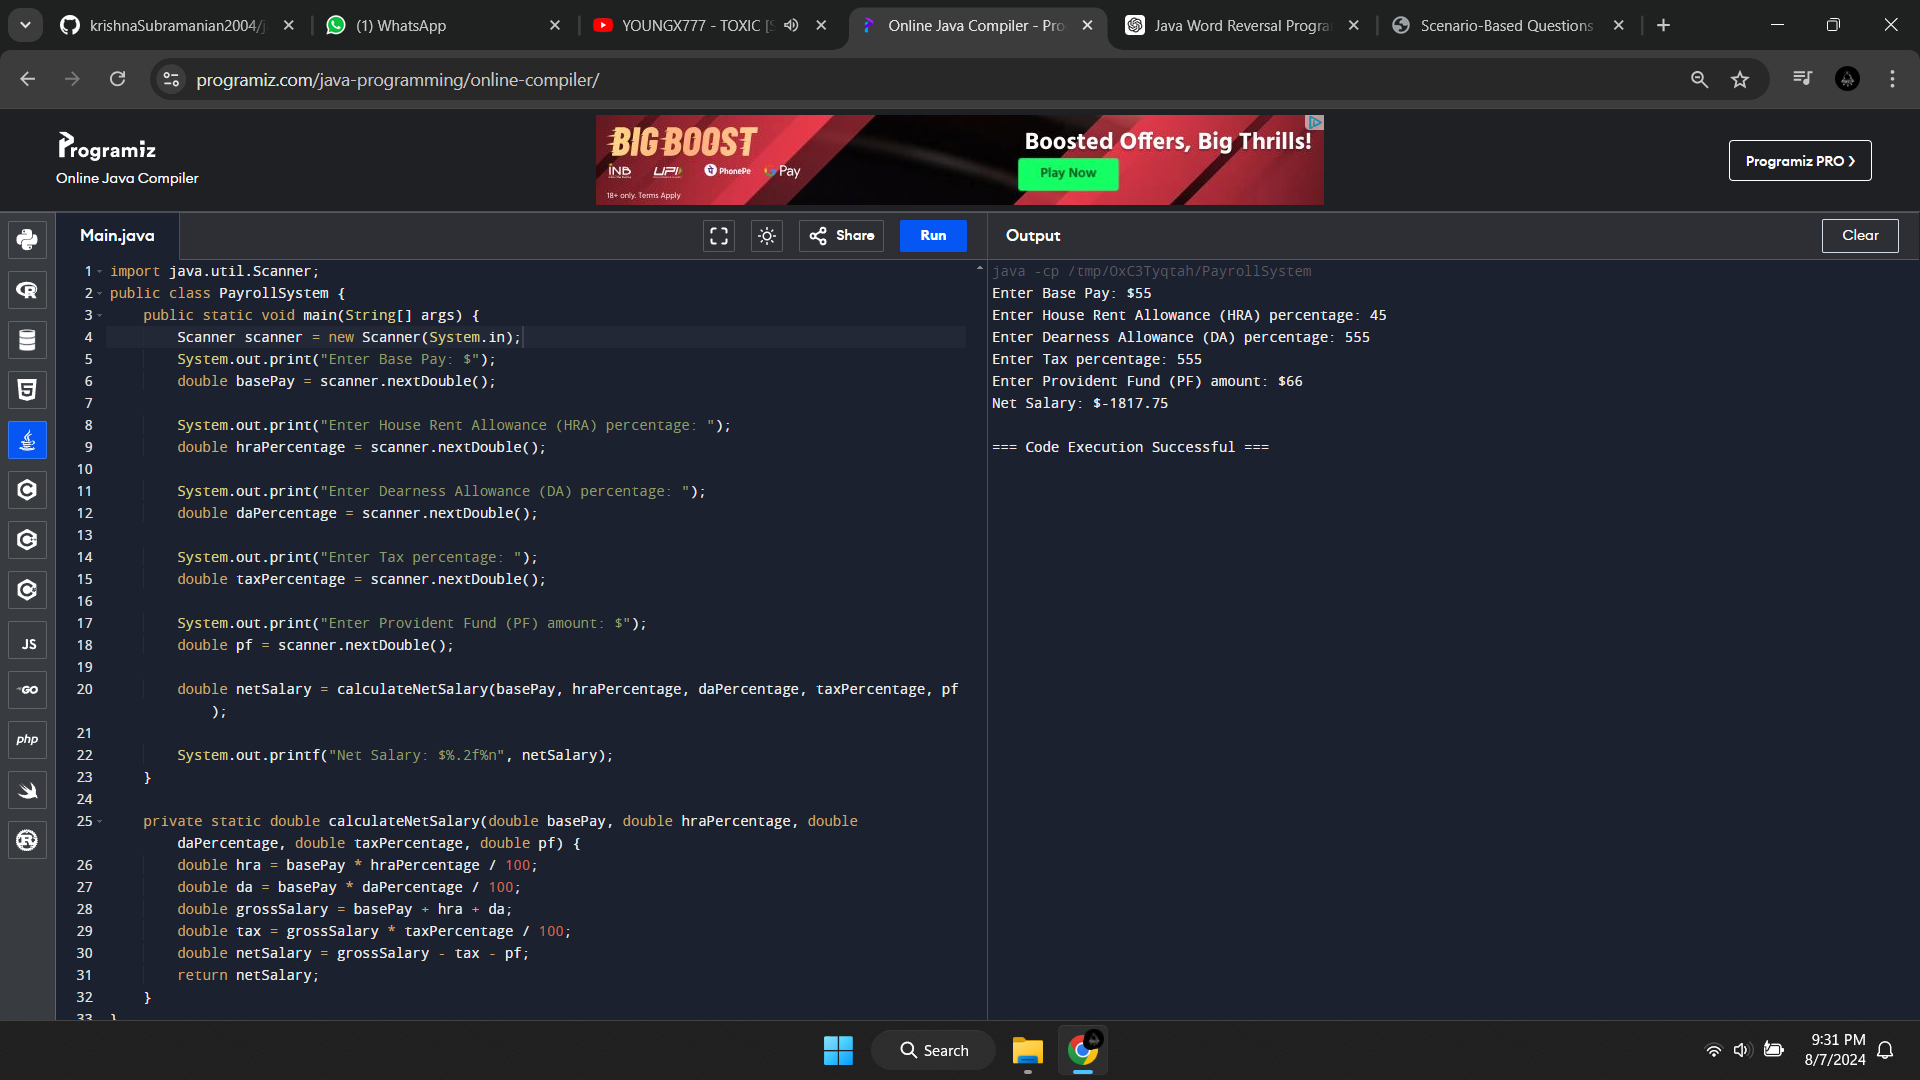 krishnaSubramanian2004/j
(1) WhatsApp
YOUNGX777 - TOXIC [S
Online Java Compiler - Pro
Java Word Reversal Progra
Scenario-Based Questions
programiz.com/java-programming/online-compiler/
Programiz
Online Java Compiler
BIG BOOST
INB UPI PhonePe G Pay
18+ only. Terms Apply
Boosted Offers, Big Thrills!
Play Now
Programiz PRO >
Main.java
Share
Run
Output
Clear
1 import java.util.Scanner;
2 public class PayrollSystem {
3 public static void main(String[] args) {
4 Scanner scanner = new Scanner(System.in);
5 System.out.print("Enter Base Pay: $");
6 double basePay = scanner.nextDouble();
7
8 System.out.print("Enter House Rent Allowance (HRA) percentage: ");
9 double hraPercentage = scanner.nextDouble();
10
11 System.out.print("Enter Dearness Allowance (DA) percentage: ");
12 double daPercentage = scanner.nextDouble();
13
14 System.out.print("Enter Tax percentage: ");
15 double taxPercentage = scanner.nextDouble();
16
17 System.out.print("Enter Provident Fund (PF) amount: $");
18 double pf = scanner.nextDouble();
19
20 double netSalary = calculateNetSalary(basePay, hraPercentage, daPercentage, taxPercentage, pf
);
21
22 System.out.printf("Net Salary: $%.2f%n", netSalary);
23 }
24
25 private static double calculateNetSalary(double basePay, double hraPercentage, double
daPercentage, double taxPercentage, double pf) {
26 double hra = basePay * hraPercentage / 100;
27 double da = basePay * daPercentage / 100;
28 double grossSalary = basePay + hra + da;
29 double tax = grossSalary * taxPercentage / 100;
30 double netSalary = grossSalary - tax - pf;
31 return netSalary;
32 }
33 }
java -cp /tmp/OxC3Tyqtah/PayrollSystem
Enter Base Pay: $55
Enter House Rent Allowance (HRA) percentage: 45
Enter Dearness Allowance (DA) percentage: 555
Enter Tax percentage: 555
Enter Provident Fund (PF) amount: $66
Net Salary: $-1817.75
=== Code Execution Successful ===
JS
GO
php
Search
9:31 PM
8/7/2024